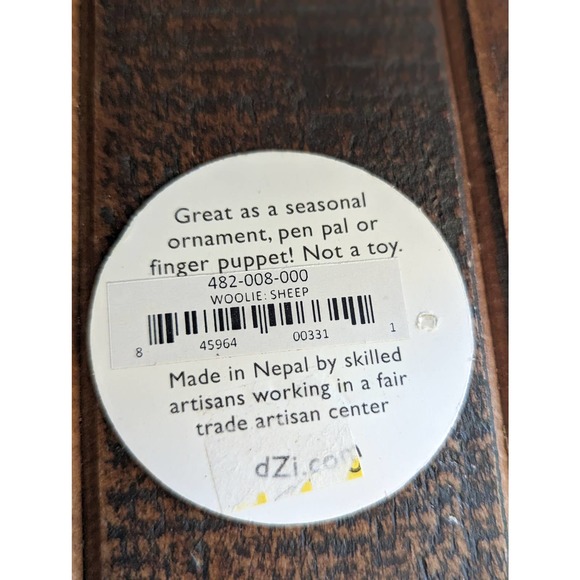 Great as a seasonal
ornament, pen pal or
finger puppet! Not a toy.
482-008-000
WOOLIE: SHEEP
8 45964 00331 1
Made in Nepal by skilled
artisans working in a fair
trade artisan center
dZi.com